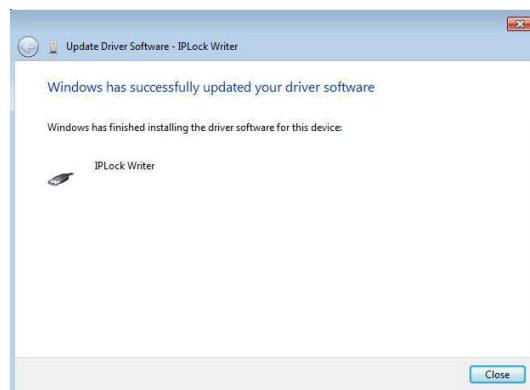 Update Driver Software - IPLock Writer
Windows has successfully updated your driver software
Windows has finished installing the driver software for this device:
IPLock Writer
Close